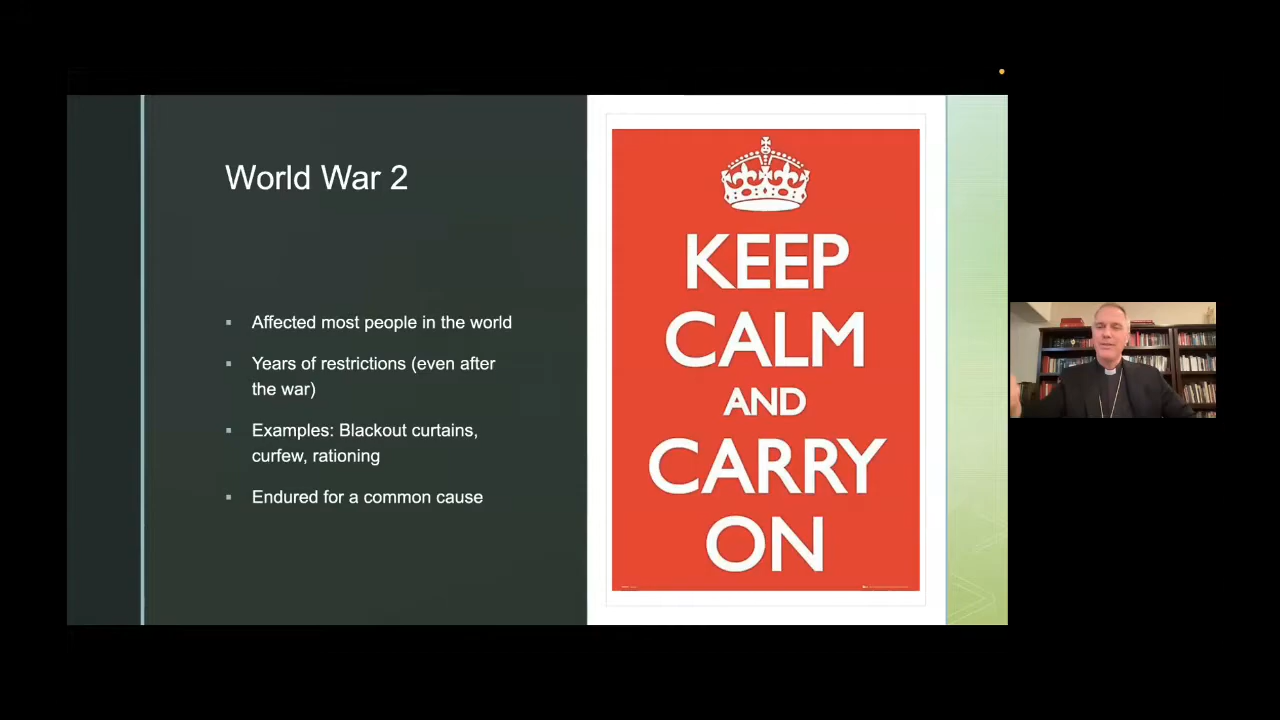 World War 2
▪ Affected most people in the world
▪ Years of restrictions (even after
the war)
▪ Examples: Blackout curtains,
curfew, rationing
▪ Endured for a common cause
KEEP
CALM
AND
CARRY
ON